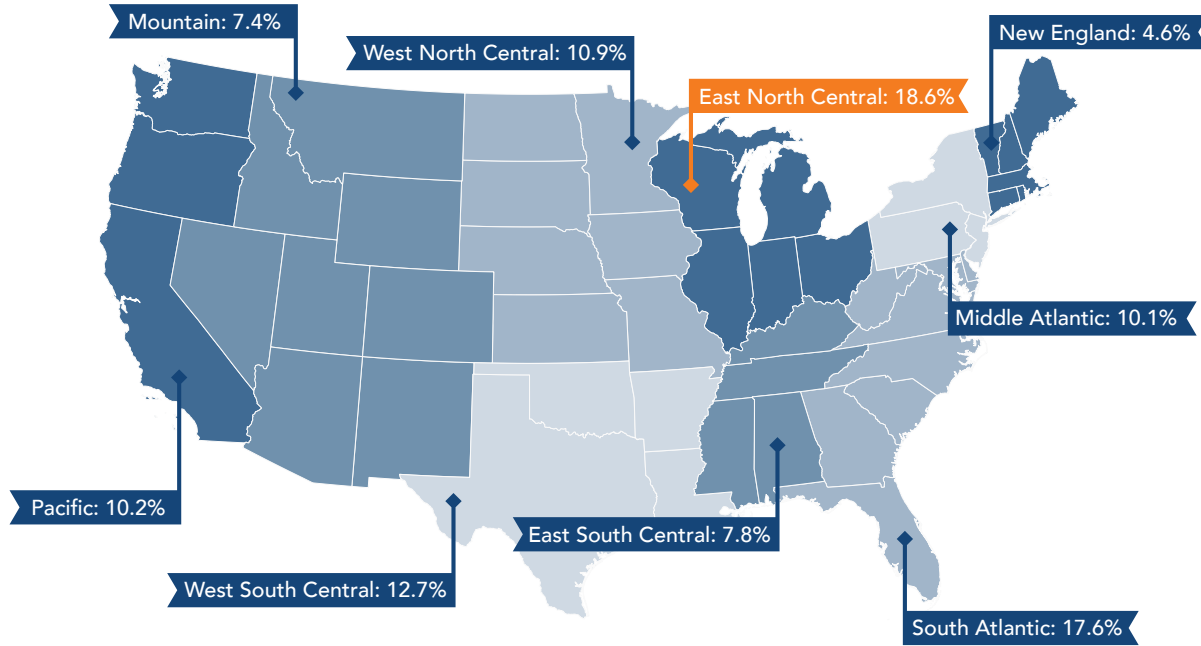 Mountain: 7.4%
New England: 4.6%
West North Central: 10.9%
East North Central: 18.6%
Middle Atlantic: 10.1%
Pacific: 10.2%
East South Central: 7.8%
West South Central: 12.7%
South Atlantic: 17.6%